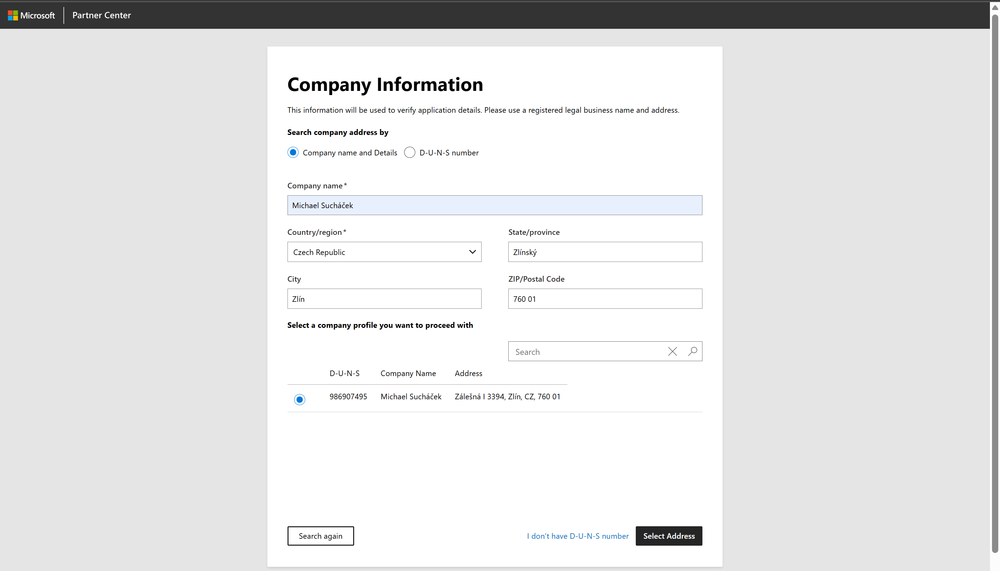 Microsoft Partner Center
Company Information
This information will be used to verify application details. Please use a registered legal business name and address.
Search company address by
Company name and Details D-U-N-S number
Company name*
Michael Sucháček
Country/region* State/province
Czech Republic Zlínský
City ZIP/Postal Code
Zlín 760 01
Select a company profile you want to proceed with
Search
D-U-N-S Company Name Address
986907495 Michael Sucháček Zálešná I 3394, Zlín, CZ, 760 01
Search again I don't have D-U-N-S number Select Address